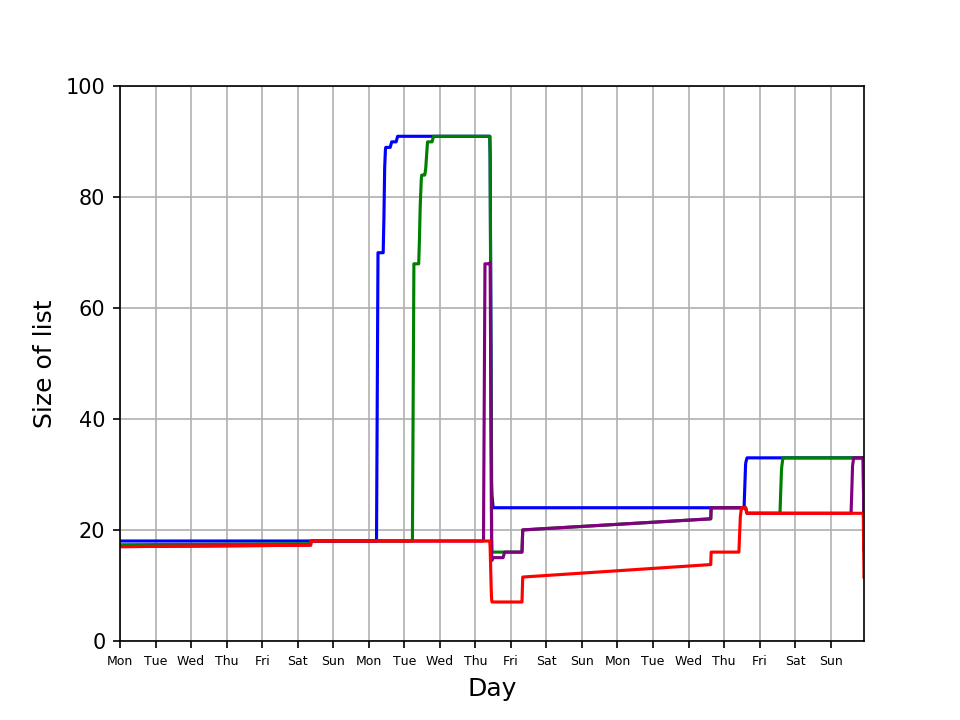 100
80
60
40
20
0
Size of list
Mon Tue Wed Thu Fri Sat Sun Mon Tue Wed Thu Fri Sat Sun Mon Tue Wed Thu Fri Sat Sun
Day